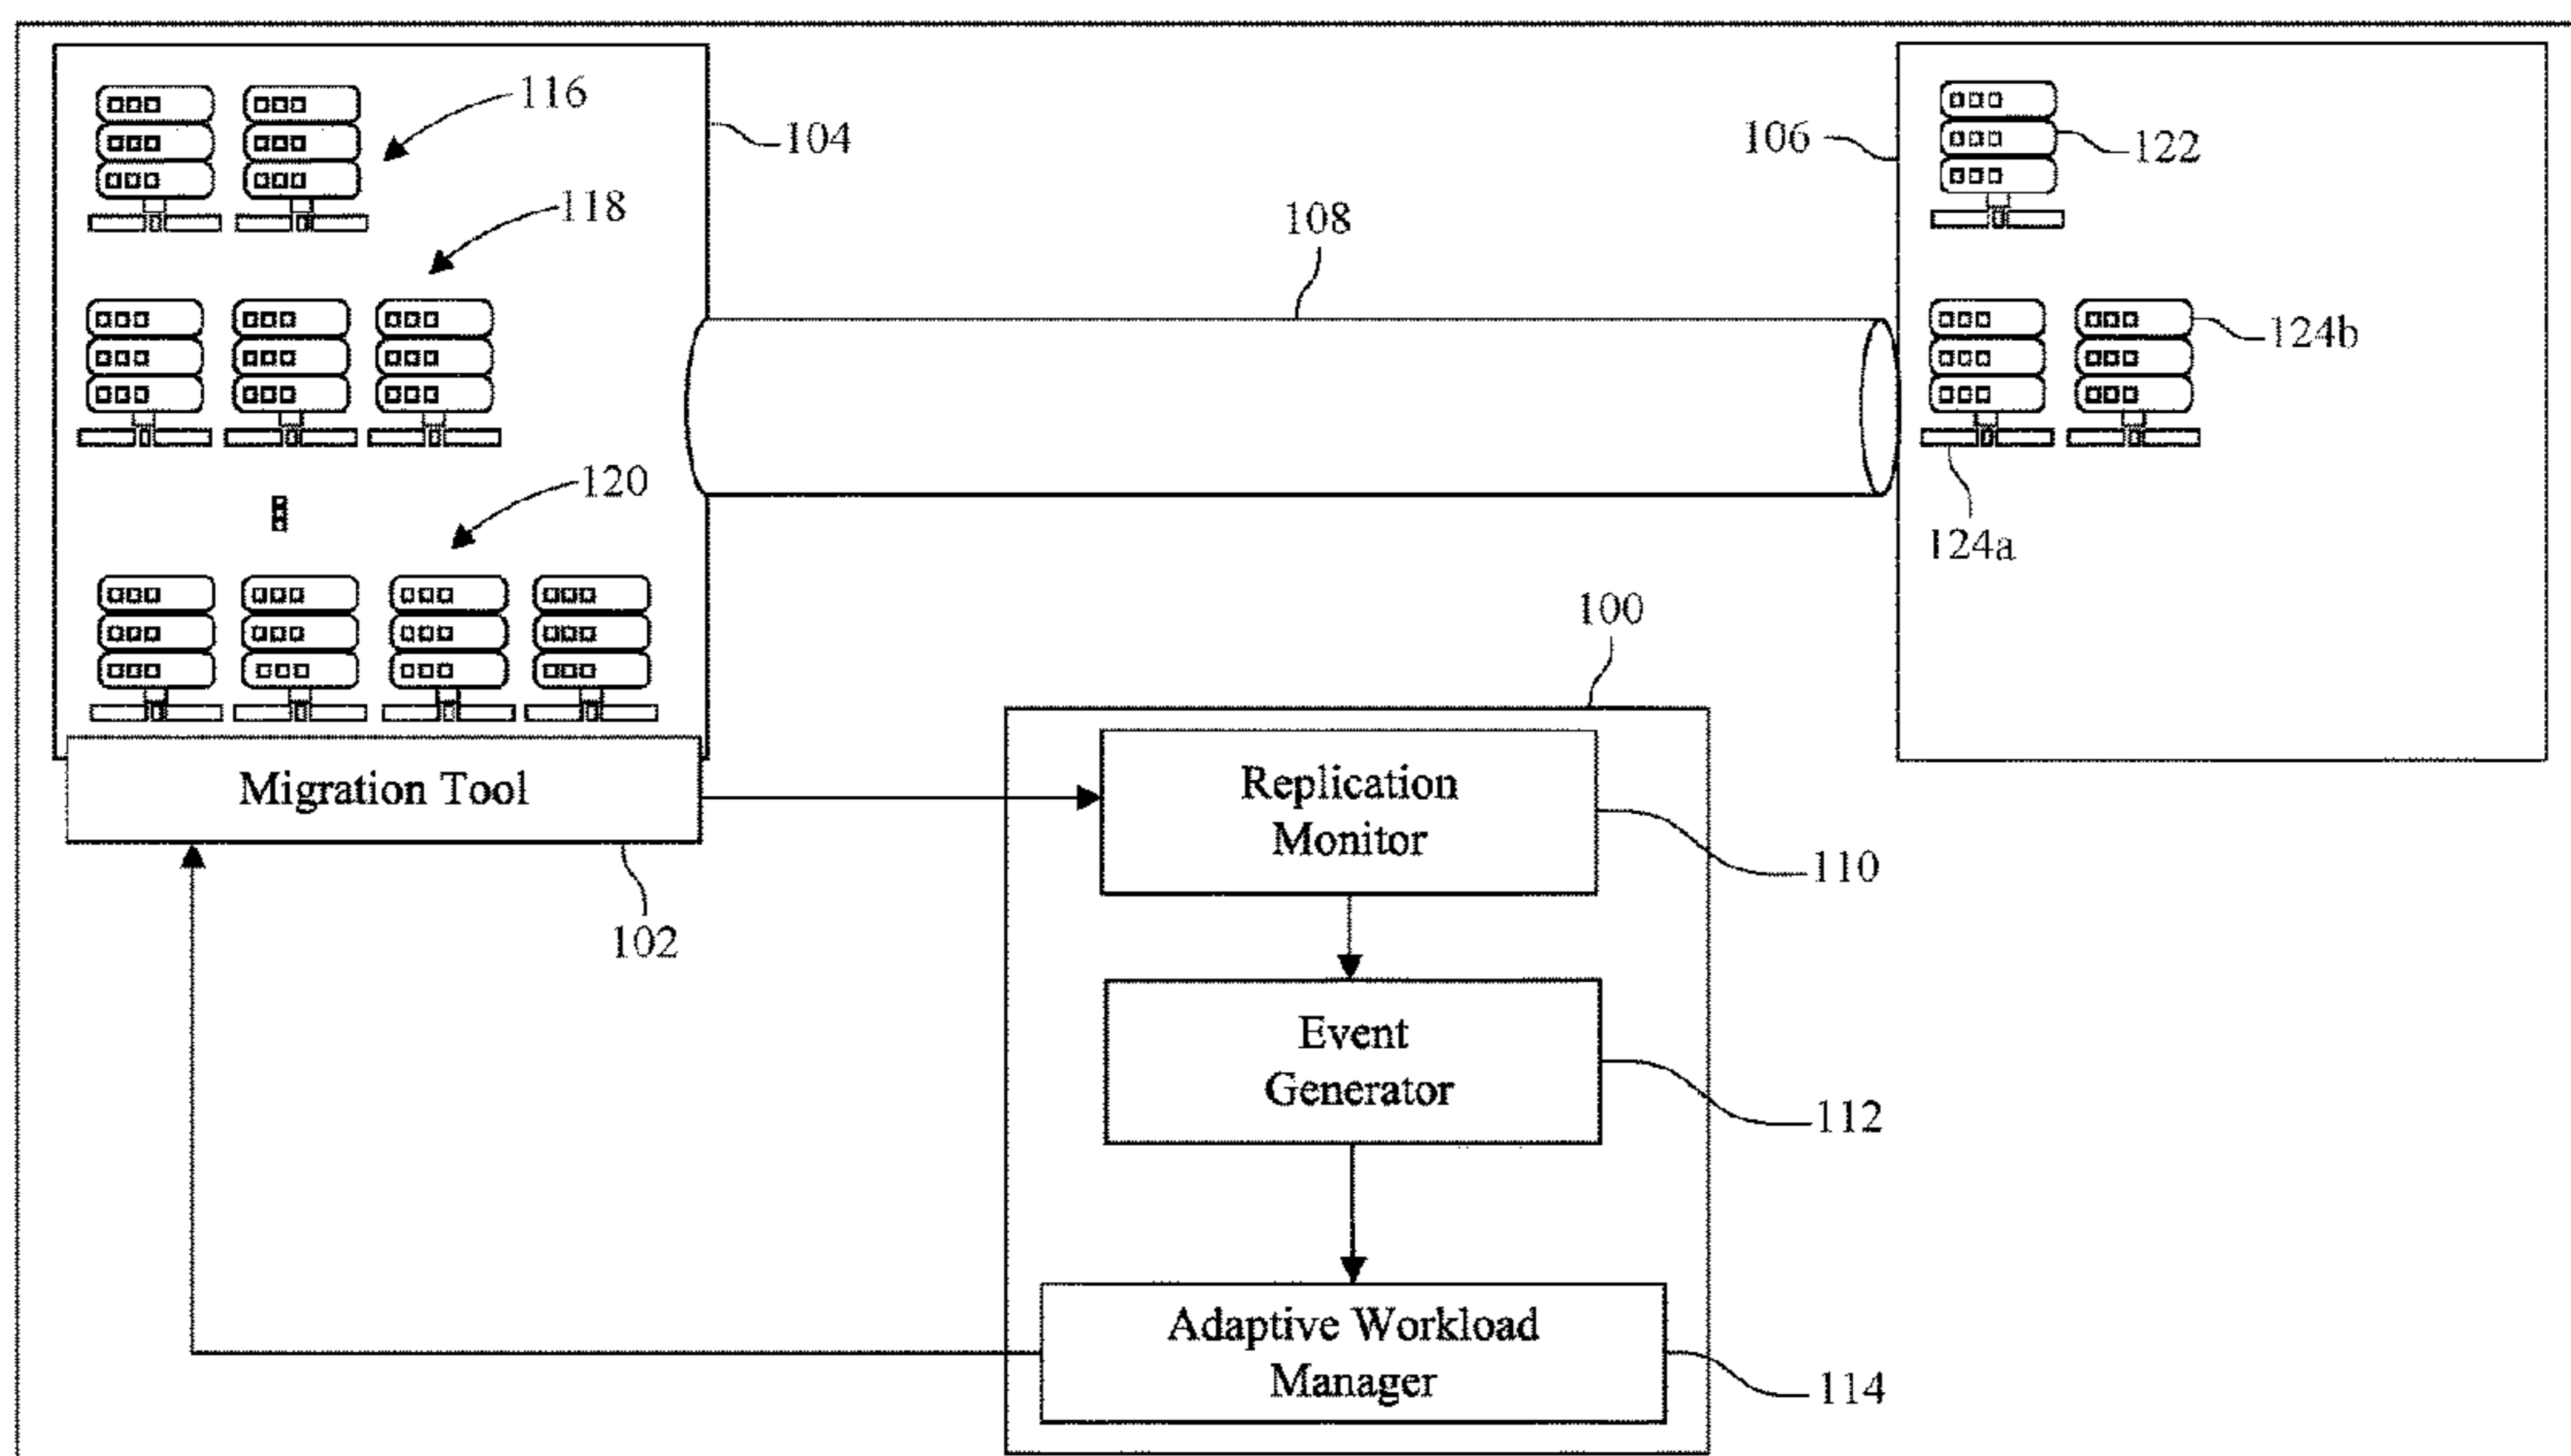 116
104
106
122
118
108
124b
120
124a
100
Migration Tool
Replication
Monitor
110
102
Event
Generator
112
Adaptive Workload
Manager
114